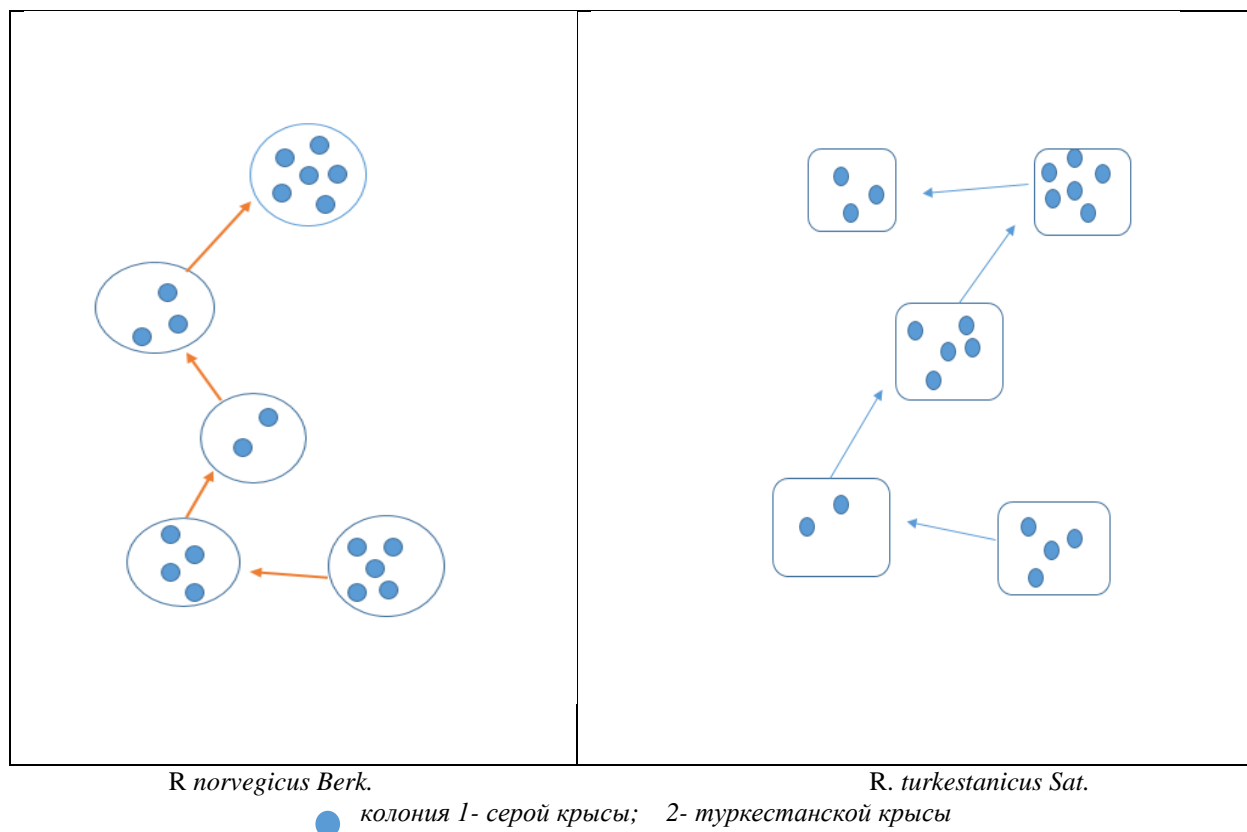 R norvegicus Berk.
R. turkestanicus Sat.
колония 1- серой крысы; 2- туркестанской крысы